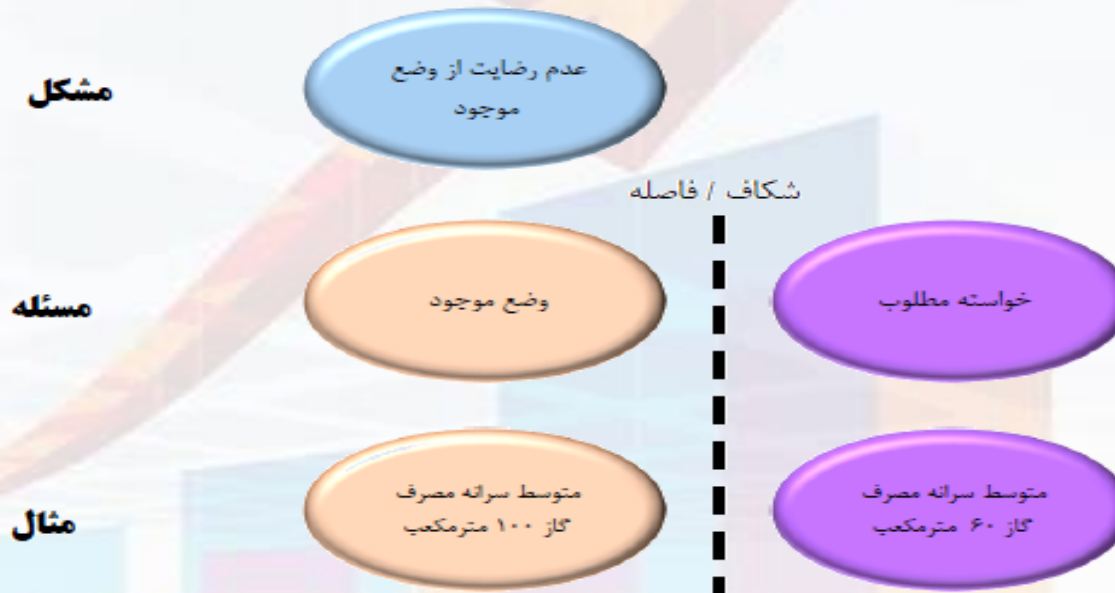 مشکل
عدم رضایت از وضع
موجود
شکاف / فاصله
مسئله
وضع موجود
خواسته مطلوب
مثال
متوسط سرانه مصرف
گاز ۱۰۰ مترمکعب
متوسط سرانه مصرف
گاز ۶۰ مترمکعب